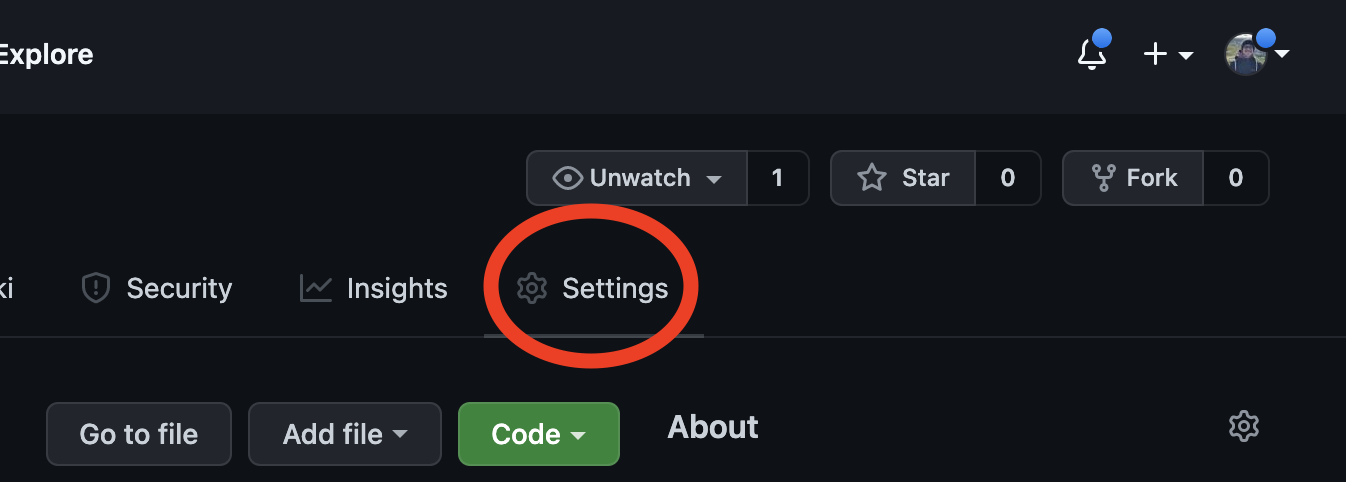 Explore
Unwatch 1 Star 0 Fork 0
ki Security Insights Settings
Go to file Add file Code About